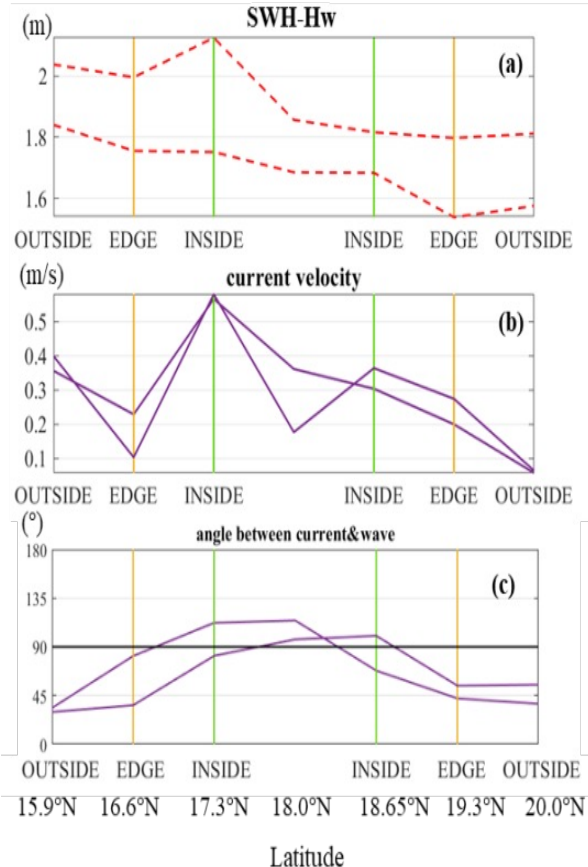 SWH-Hw
(m)
(a)
2
1.8
1.6
OUTSIDE EDGE INSIDE INSIDE EDGE OUTSIDE
(m/s)
current velocity
(b)
0.5
0.4
0.3
0.2
0.1
OUTSIDE EDGE INSIDE INSIDE EDGE OUTSIDE
(°)
angle between current&wave
180
(c)
135
90
45
0
OUTSIDE EDGE INSIDE INSIDE EDGE OUTSIDE
15.9°N 16.6°N 17.3°N 18.0°N 18.65°N 19.3°N 20.0°N
Latitude